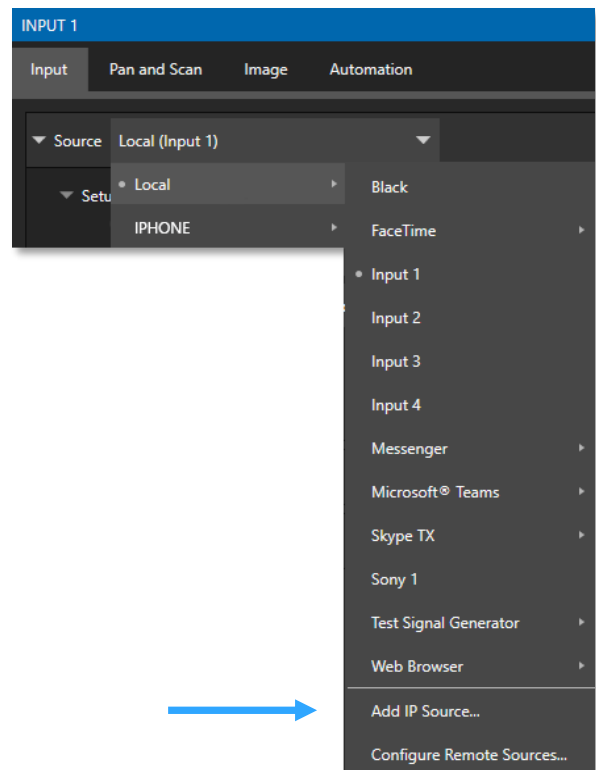 INPUT 1
Input Pan and Scan Image Automation
Source Local (Input 1)
Setu
Local
IPHONE
Black
FaceTime
Input 1
Input 2
Input 3
Input 4
Messenger
Microsoft® Teams
Skype TX
Sony 1
Test Signal Generator
Web Browser
Add IP Source...
Configure Remote Sources...